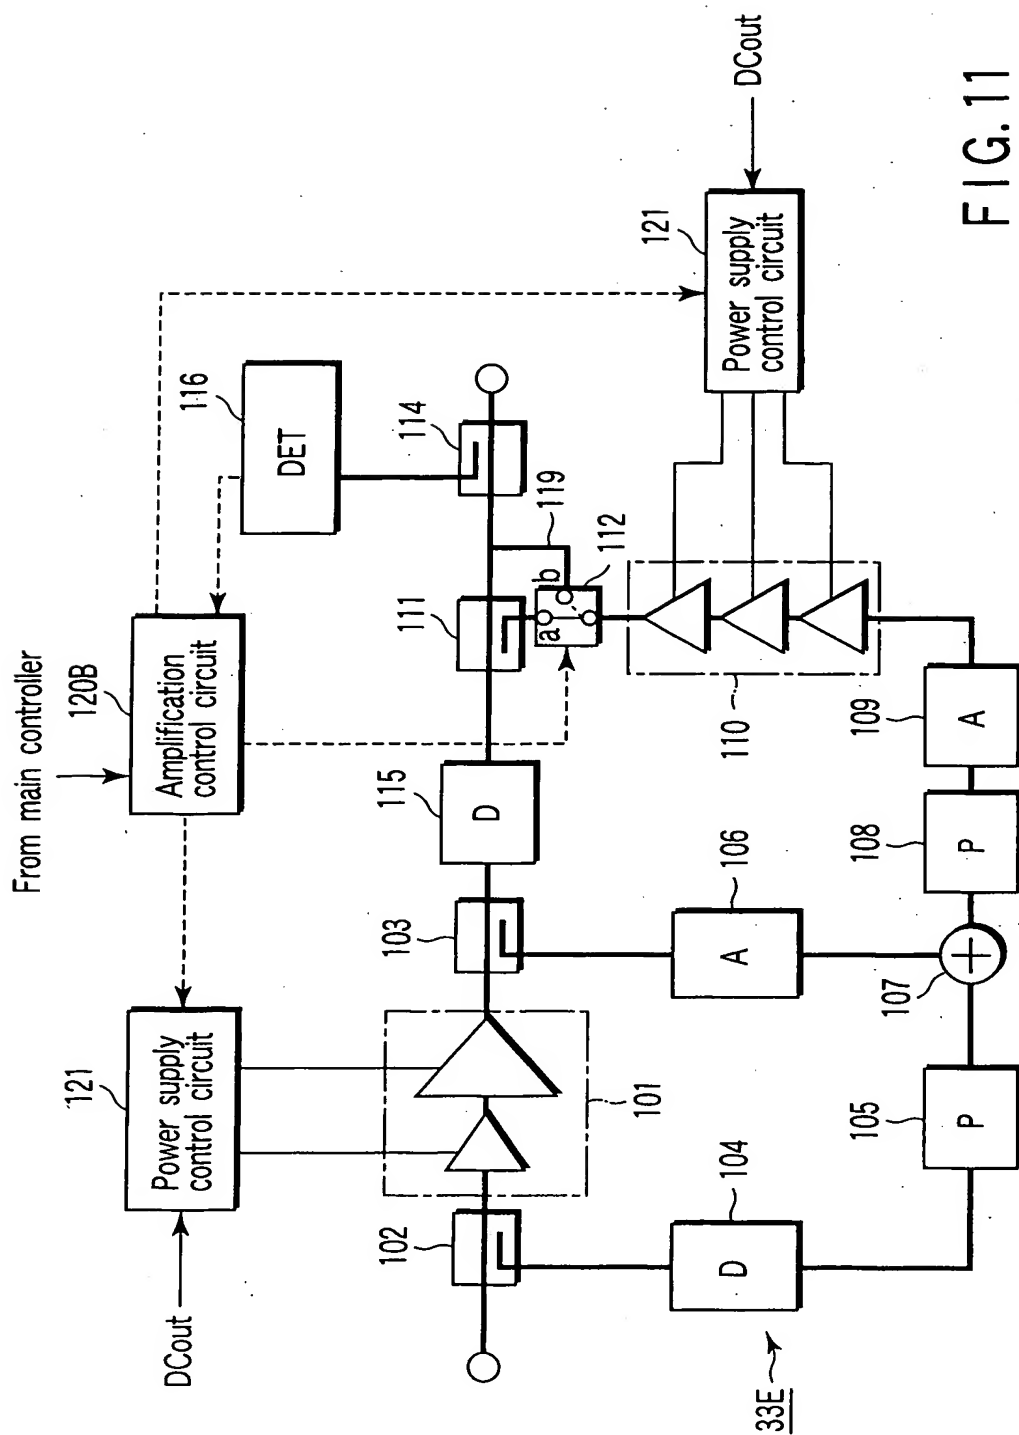 From main controller
120B
Amplification
control circuit
116
DET
121
Power supply
control circuit
DCout
121
Power supply
control circuit
DCout
102
101
103
115
D
111
114
119
a
b
112
110
104
D
106
A
105
P
107
108
P
109
A
33E
FIG. 11